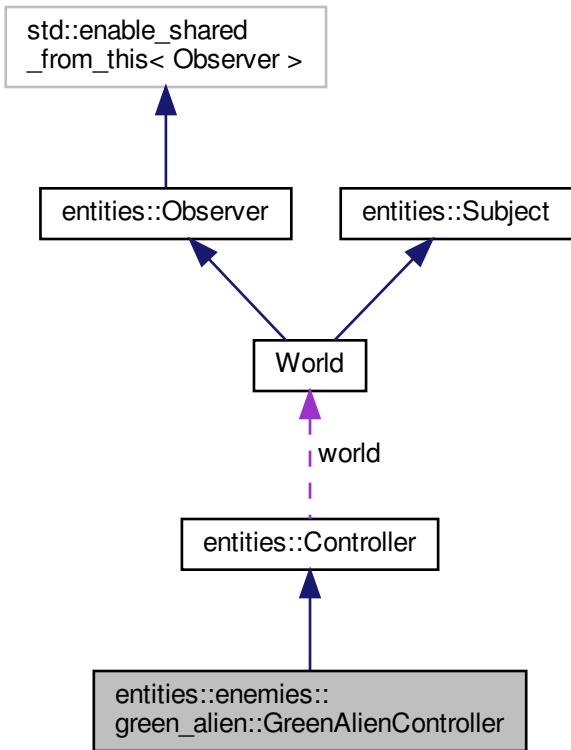 std::enable_shared
_from_this< Observer >
entities::Observer
entities::Subject
World
world
entities::Controller
entities::enemies::
green_alien::GreenAlienController